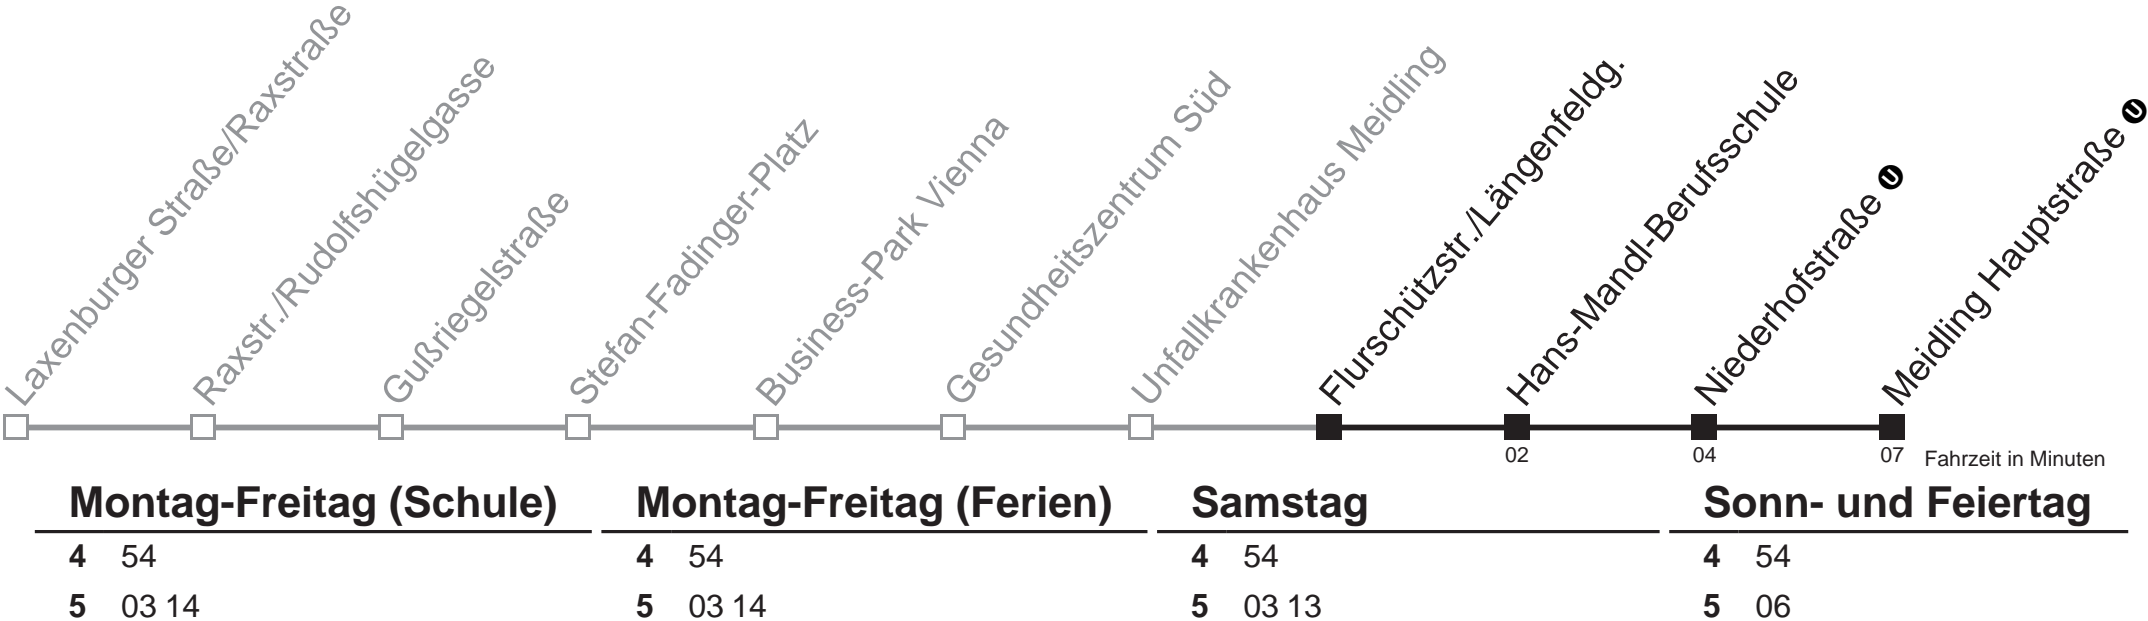 Laxenburger Straße/Raxstraße
Raxstr./Rudolfshügelgasse
Gußriegelstraße
Stefan-Fadinger-Platz
Business-Park Vienna
Gesundheitszentrum Süd
Unfallkrankenhaus Meidling
Flurschützstr./Längenfeldg.
Hans-Mandl-Berufsschule
Niederhofstraße U
Meidling Hauptstraße U
02 04 07 Fahrzeit in Minuten
Montag-Freitag (Schule) Montag-Freitag (Ferien) Samstag Sonn- und Feiertag
4 54 4 54 4 54 4 54
5 03 14 5 03 14 5 03 13 5 06